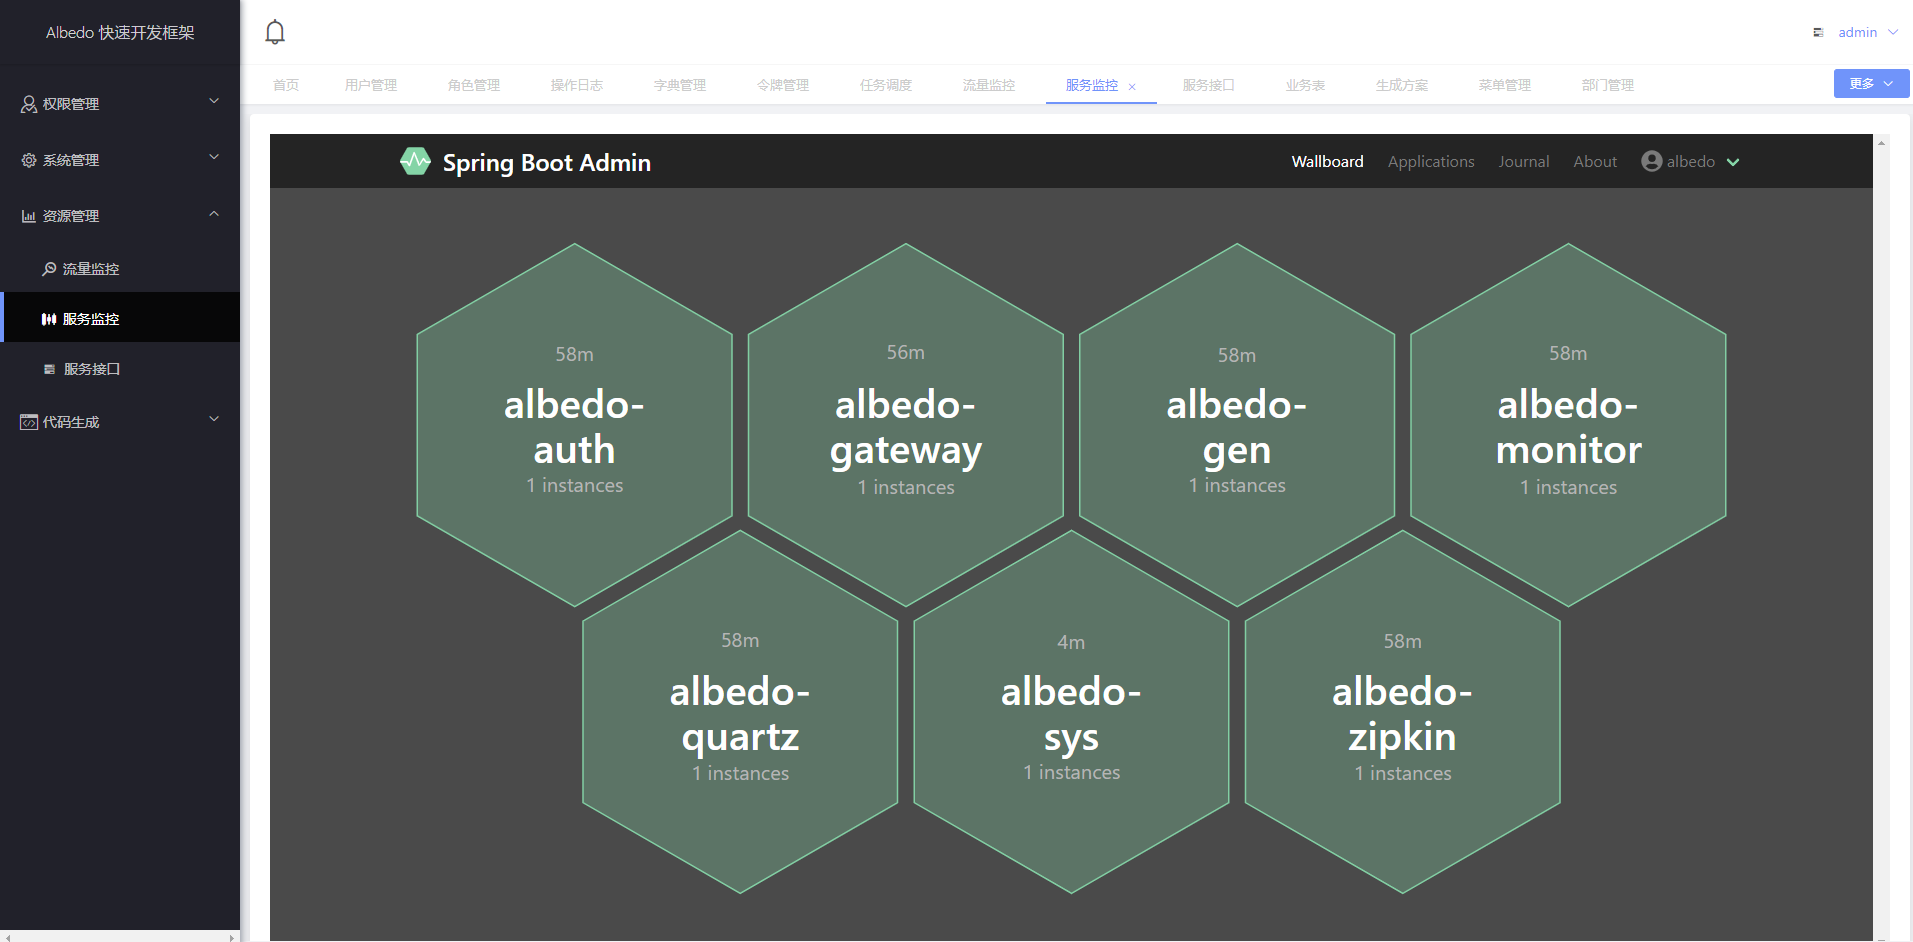 Albedo 快速开发框架
admin
首页 用户管理 角色管理 操作日志 字典管理 令牌管理 任务调度 流量监控 服务监控 × 服务接口 业务表 生成方案 菜单管理 部门管理 更多
权限管理
系统管理
资源管理
流量监控
服务监控
服务接口
代码生成
Spring Boot Admin
Wallboard Applications Journal About albedo
58m
albedo-
auth
1 instances
56m
albedo-
gateway
1 instances
58m
albedo-
gen
1 instances
58m
albedo-
monitor
1 instances
58m
albedo-
quartz
1 instances
4m
albedo-
sys
1 instances
58m
albedo-
zipkin
1 instances